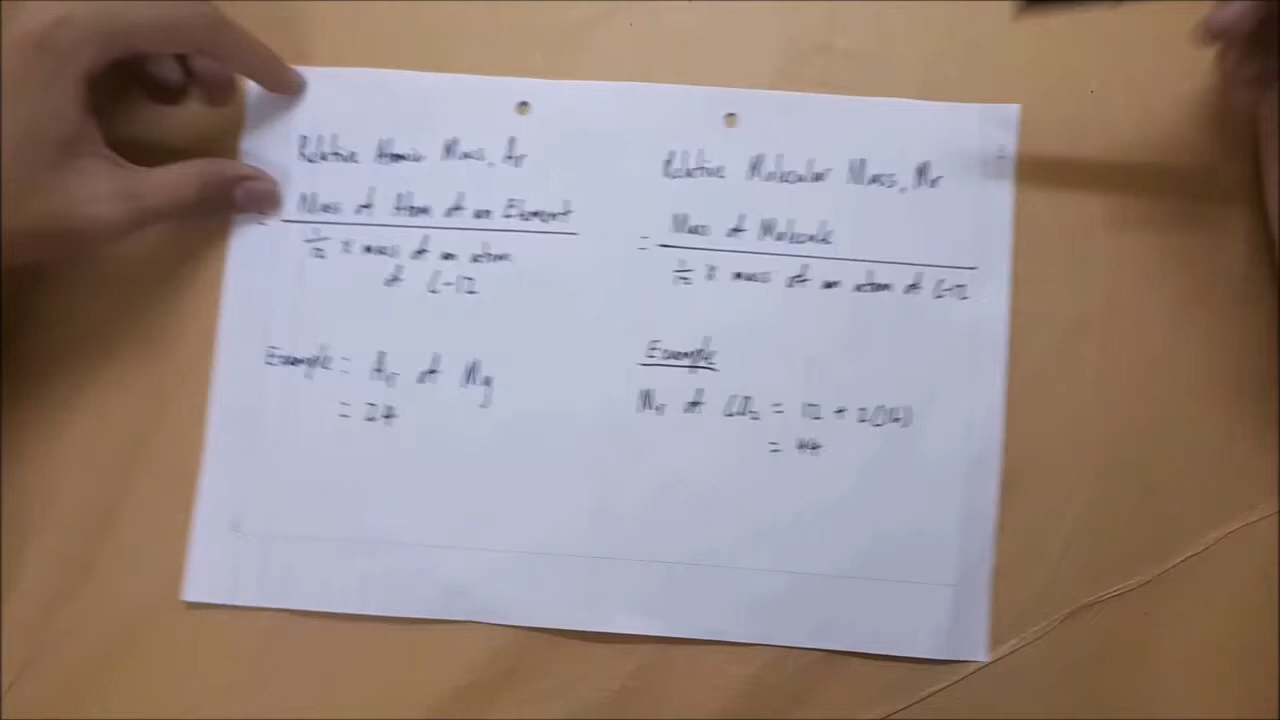 Relative Atomic Mass, Ar
= Mass of Atom of an Element
1/12 x mass of an atom
of C-12
Example = Ar of Mg
= 24
Relative Molecular Mass, Mr
= Mass of Molecule
1/12 x mass of an atom of C-12
Example
Mr of CO₂ = 12 + 2(16)
= 44